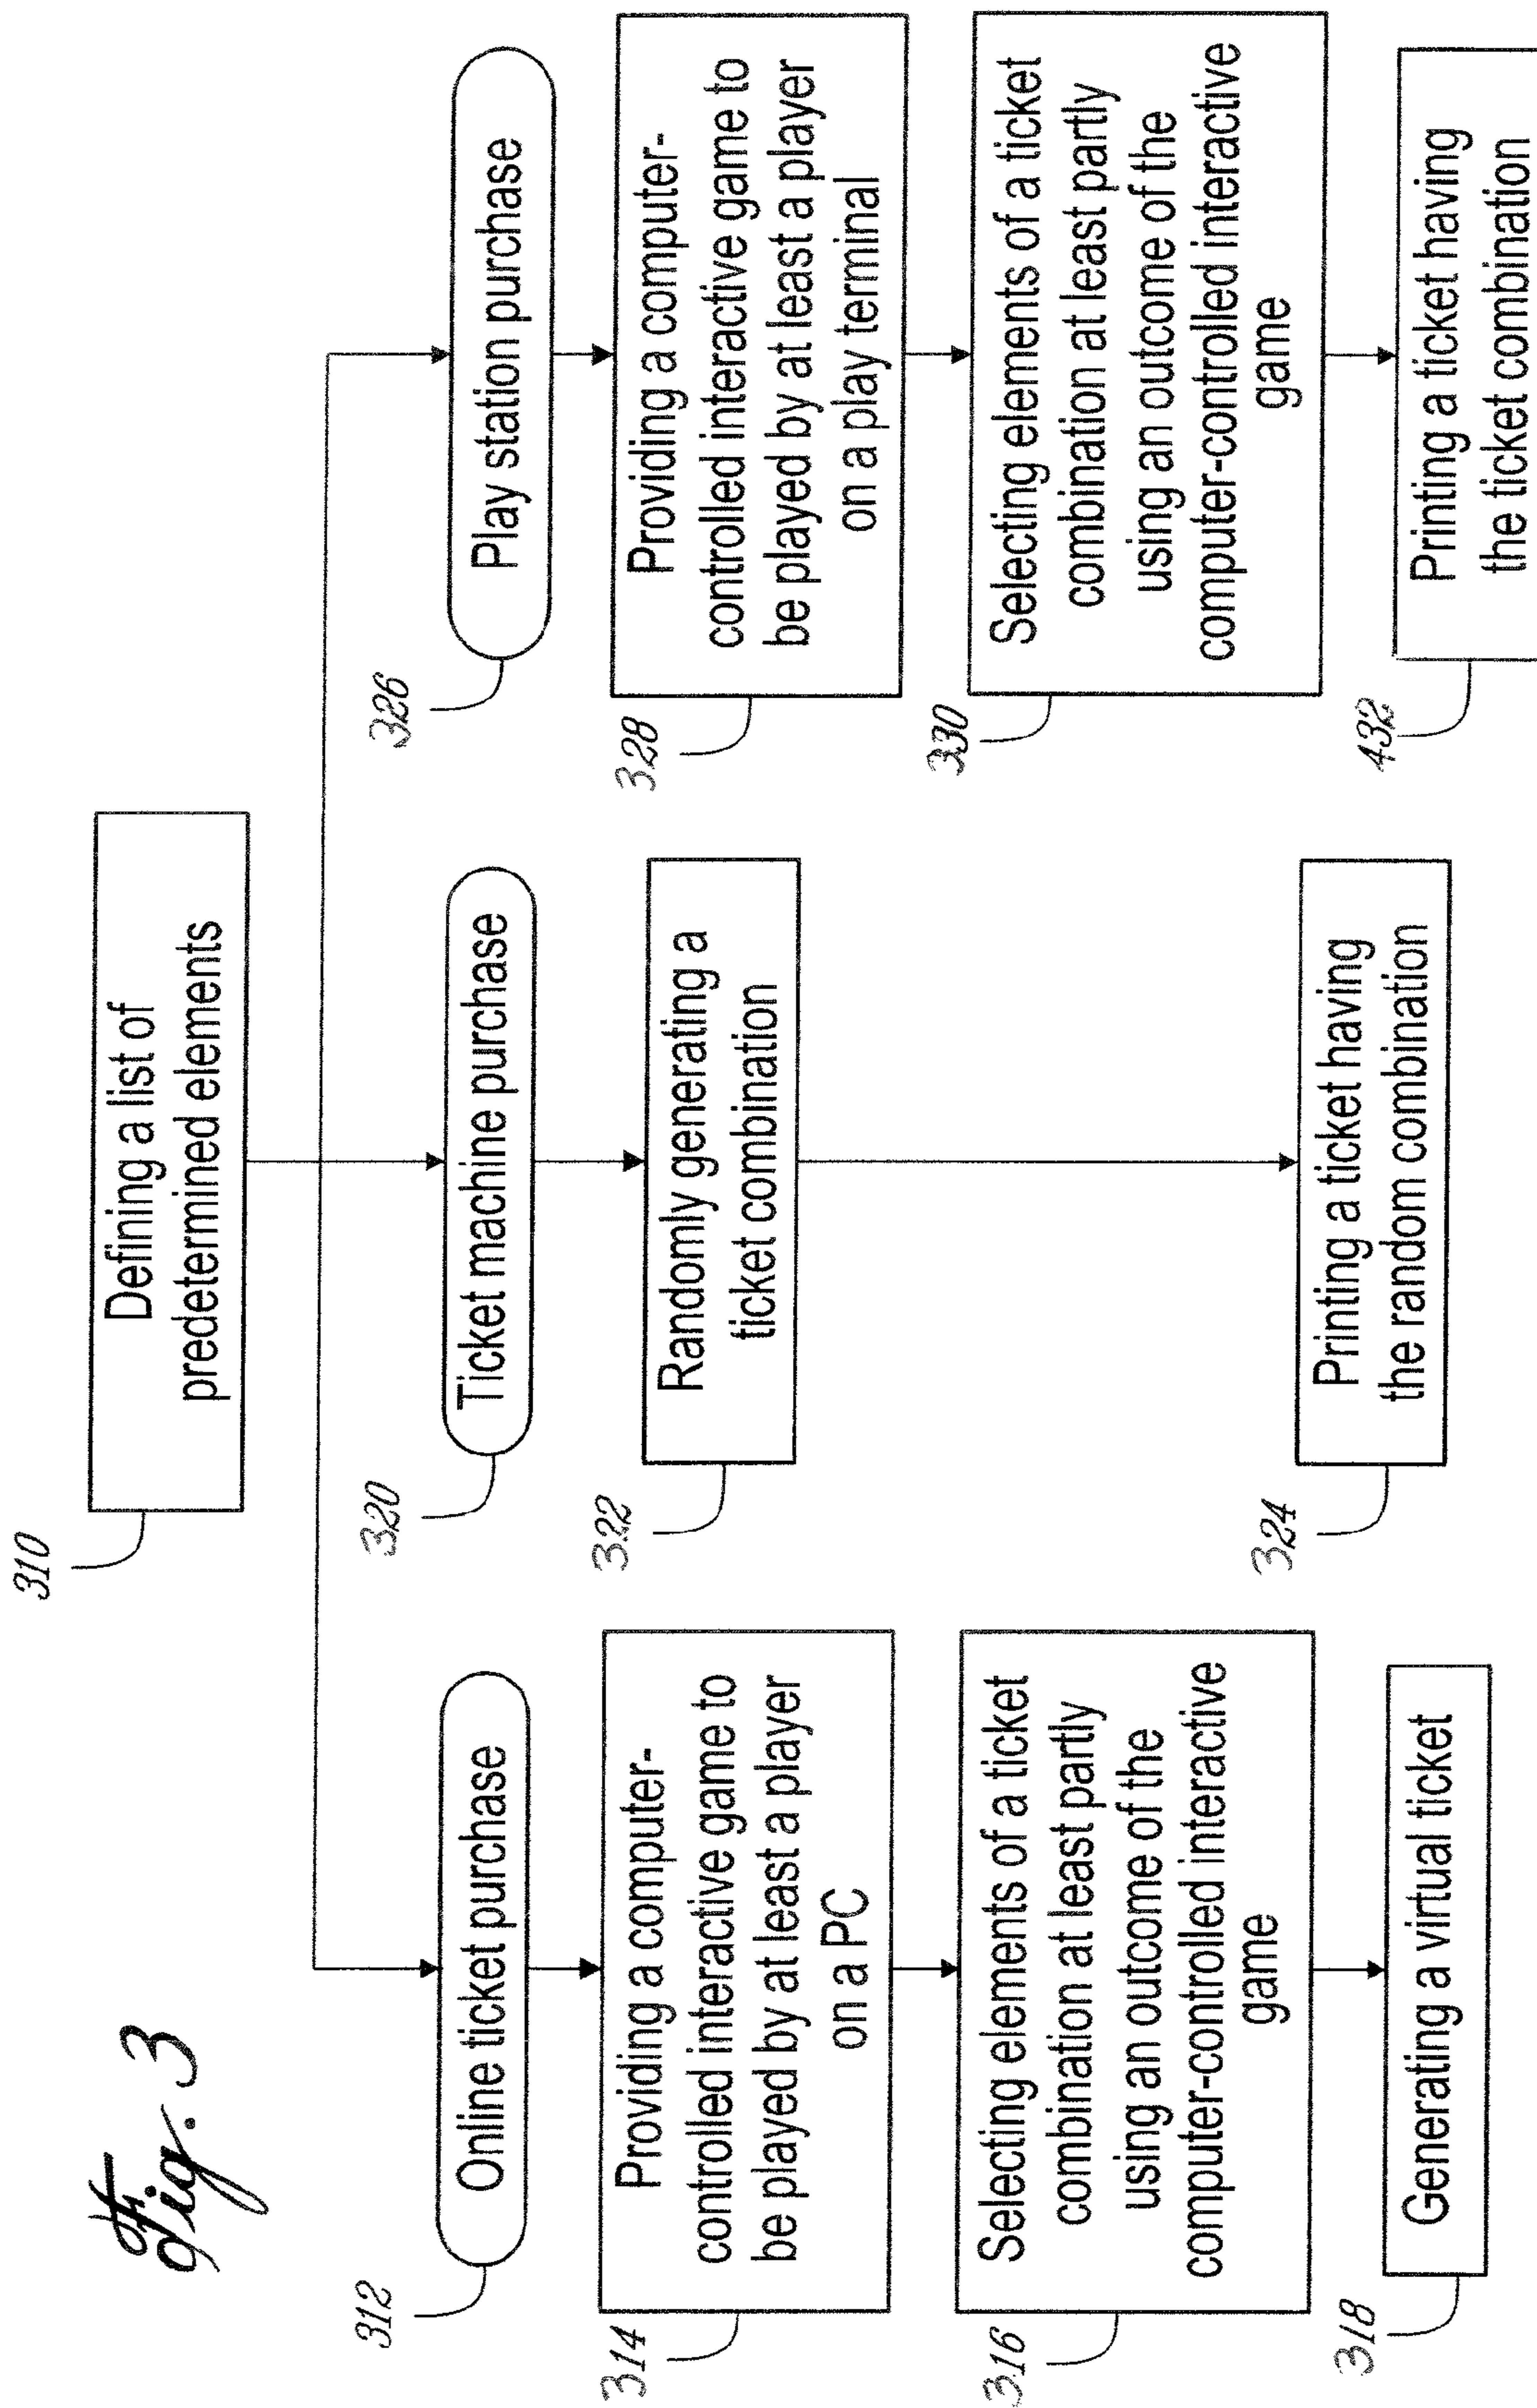 Fig. 3
310
Defining a list of
predetermined elements
312
Online ticket purchase
314
Providing a computer-
controlled interactive game to
be played by at least a player
on a PC
316
Selecting elements of a ticket
combination at least partly
using an outcome of the
computer-controlled interactive
game
318
Generating a virtual ticket
320
Ticket machine purchase
322
Randomly generating a
ticket combination
324
Printing a ticket having
the random combination
326
Play station purchase
328
Providing a computer-
controlled interactive game to
be played by at least a player
on a play terminal
330
Selecting elements of a ticket
combination at least partly
using an outcome of the
computer-controlled interactive
game
432
Printing a ticket having
the ticket combination